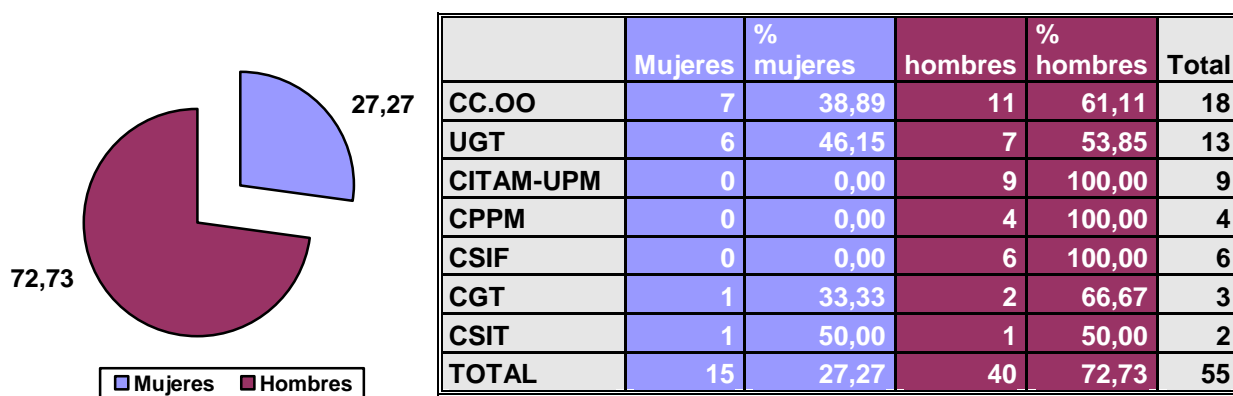 27,27
72,73
Mujeres Hombres
Mujeres % mujeres hombres % hombres Total
CC.OO 7 38,89 11 61,11 18
UGT 6 46,15 7 53,85 13
CITAM-UPM 0 0,00 9 100,00 9
CPPM 0 0,00 4 100,00 4
CSIF 0 0,00 6 100,00 6
CGT 1 33,33 2 66,67 3
CSIT 1 50,00 1 50,00 2
TOTAL 15 27,27 40 72,73 55